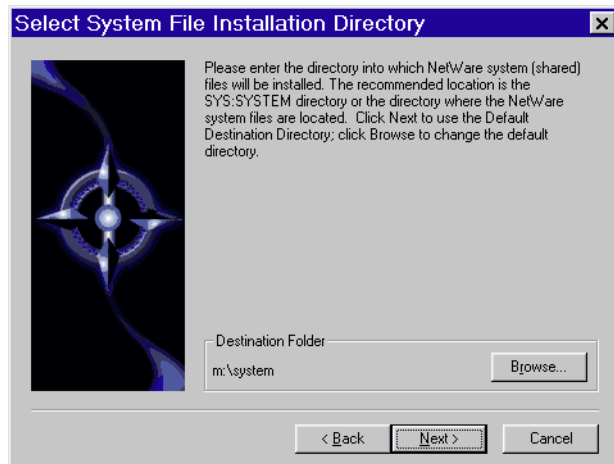 Select System File Installation Directory
Please enter the directory into which NetWare system (shared)
files will be installed. The recommended location is the
SYS:SYSTEM directory or the directory where the NetWare
system files are located.  Click Next to use the Default
Destination Directory; click Browse to change the default
directory.
Destination Folder
m:\system
Browse...
< Back
Next >
Cancel